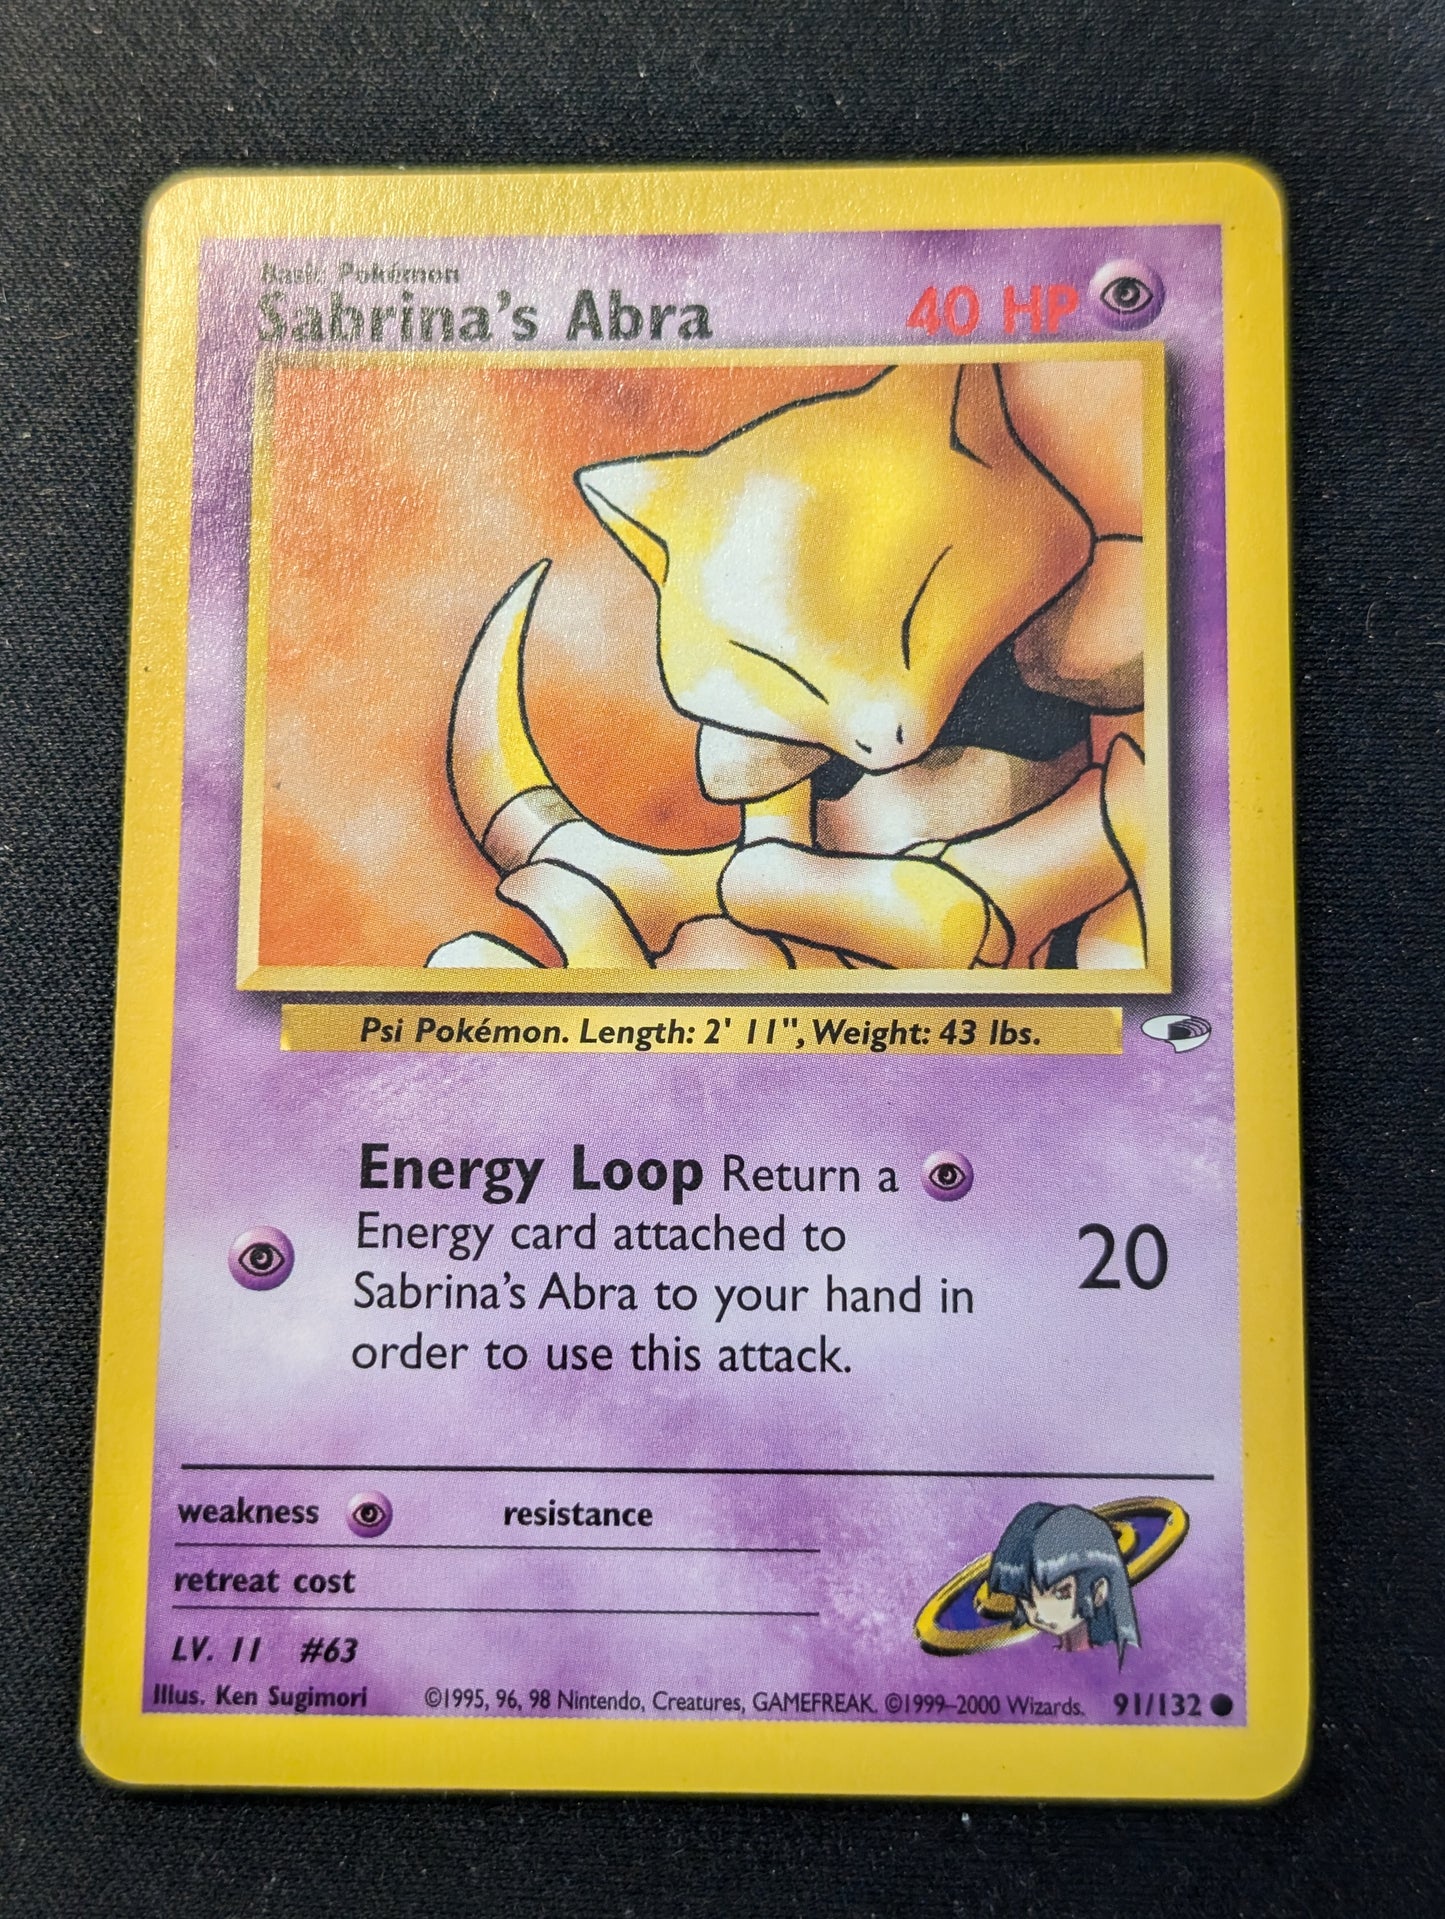 Basic Pokémon
Sabrina's Abra 40 HP
Psi Pokémon. Length: 2' 11", Weight: 43 lbs.
Energy Loop Return a
Energy card attached to
Sabrina's Abra to your hand in
order to use this attack.
20
weakness resistance
retreat cost
LV. 11 #63
Illus. Ken Sugimori ©1995, 96, 98 Nintendo, Creatures, GAMEFREAK. ©1999–2000 Wizards. 91/132